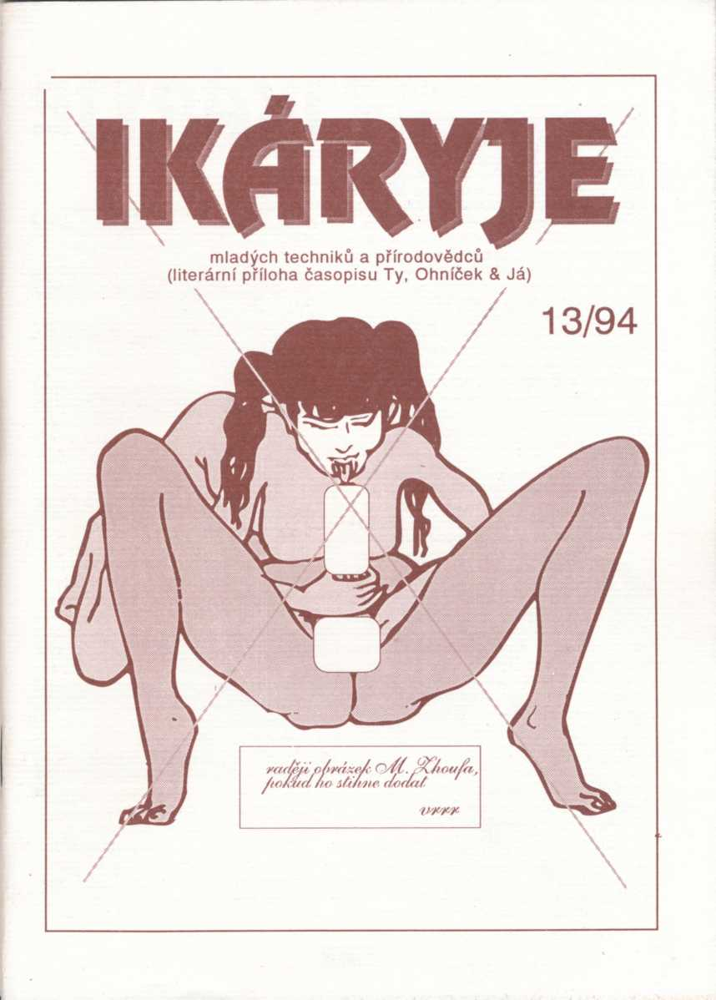 IKÁRYJE
mladých techniků a přírodovědců
(literární příloha časopisu Ty, Ohníček & Já)
13/94
raději obrázek M. Zhoufa,
pokud ho stihne dodat
vrrr